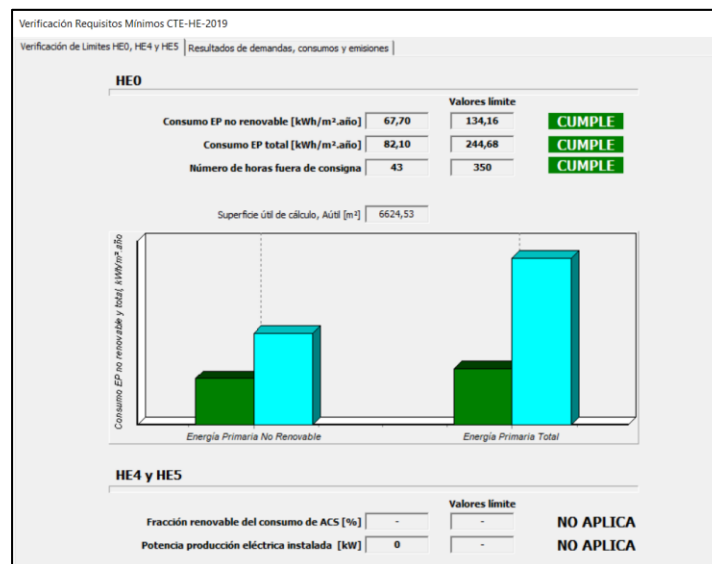 Verificación Requisitos Mínimos CTE-HE-2019
Verificación de Limites HE0, HE4 y HE5 Resultados de demandas, consumos y emisiones
HE0
Valores límite
Consumo EP no renovable [kWh/m².año] 67,70 134,16 CUMPLE
Consumo EP total [kWh/m².año] 82,10 244,68 CUMPLE
Número de horas fuera de consigna 43 350 CUMPLE
Superficie útil de cálculo, Aútil [m²] 6624,53
Consumo EP no renovable y total, kWh/m².año
Energía Primaria No Renovable Energía Primaria Total
HE4 y HE5
Valores límite
Fracción renovable del consumo de ACS [%] - - NO APLICA
Potencia producción eléctrica instalada [kW] 0 - NO APLICA